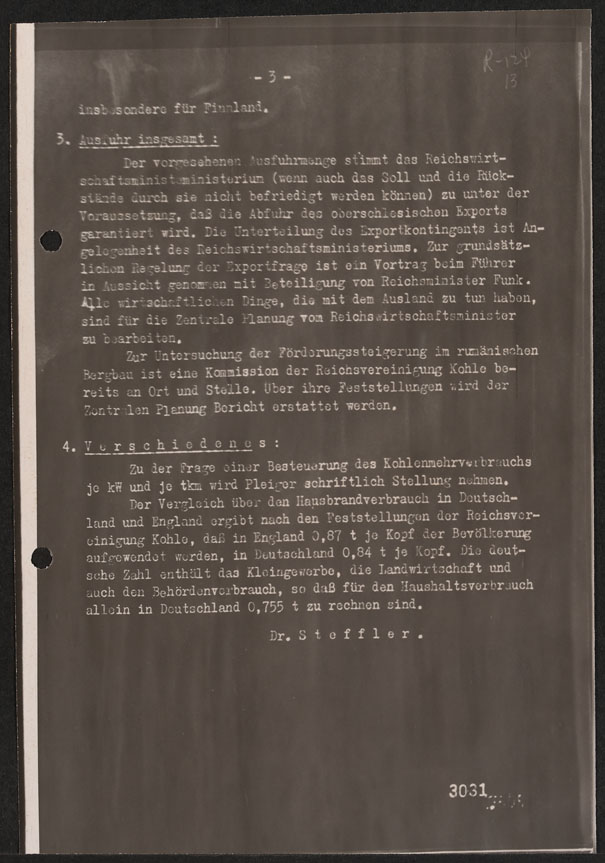 R-124
13
- 3 -
insbesondere für Finnland.
3. Ausfuhr insgesamt :
Der vorgesehenen Ausfuhrmenge stimmt das Reichswirt-
schaftsministsministerium (wenn auch das Soll und die Rück-
stände durch sie nicht befriedigt werden können) zu unter der
Voraussetzung, daß die Abfuhr des oberschlesischen Exports
garantiert wird. Die Unterteilung des Exportkontingents ist An-
gelegenheit des Reichswirtschaftsministeriums. Zur grundsätz-
lichen Regelung der Exportfrage ist ein Vortrag beim Führer
in Aussicht genommen mit Beteiligung von Reichsminister Funk.
Alle wirtschaftlichen Dinge, die mit dem Ausland zu tun haben,
sind für die Zentrale Planung vom Reichswirtschaftsminister
zu bearbeiten.
Zur Untersuchung der Förderungssteigerung im rumänischen
Bergbau ist eine Kommission der Reichsvereinigung Kohle be-
reits an Ort und Stelle. Über ihre Feststellungen wird der
Zentralen Planung Bericht erstattet werden.
4. V e r s c h i e d e n e s :
Zu der Frage einer Besteuerung des Kohlenmehrverbrauchs
je kW und je tkm wird Pleiger schriftlich Stellung nehmen.
Der Vergleich über den Hausbrandverbrauch in Deutsch-
land und England ergibt nach den Feststellungen der Reichsver-
einigung Kohle, daß in England 0,87 t je Kopf der Bevölkerung
aufgewendet werden, in Deutschland 0,84 t je Kopf. Die deut-
sche Zahl enthält das Kleingewerbe, die Landwirtschaft und
auch den Behördenverbrauch, so daß für den Haushaltsverbrauch
allein in Deutschland 0,755 t zu rechnen sind.
Dr. S t e f f l e r .
3031